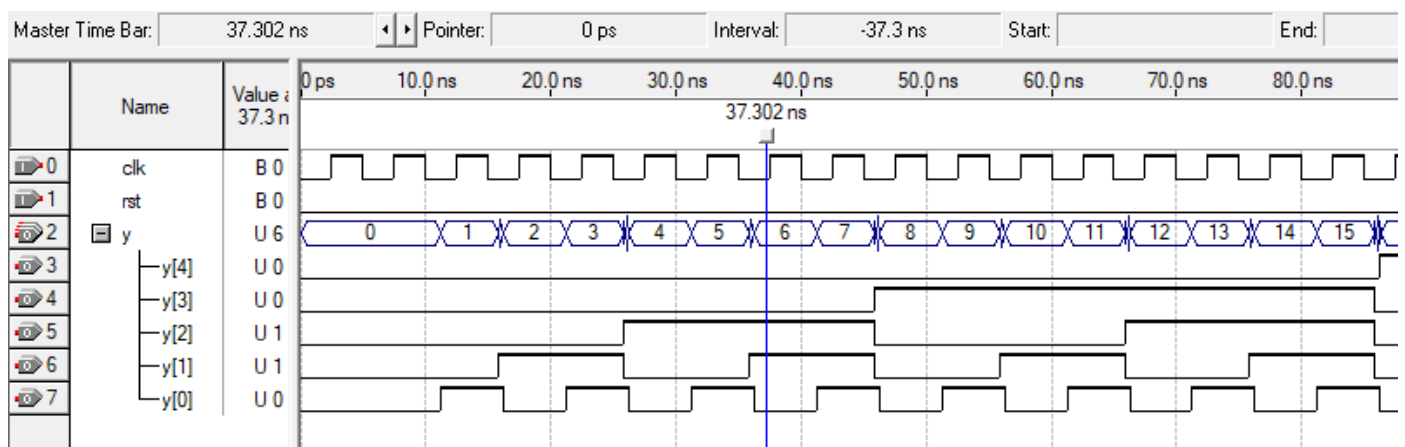 Master Time Bar: 37.302 ns Pointer: 0 ps Interval: -37.3 ns Start: End:
Name Value a 37.3 n
0 ps 10.0 ns 20.0 ns 30.0 ns 40.0 ns 50.0 ns 60.0 ns 70.0 ns 80.0 ns
37.302 ns
0 clk B 0
1 rst B 0
2 y U 6 0 1 2 3 4 5 6 7 8 9 10 11 12 13 14 15
3 y[4] U 0
4 y[3] U 0
5 y[2] U 1
6 y[1] U 1
7 y[0] U 0